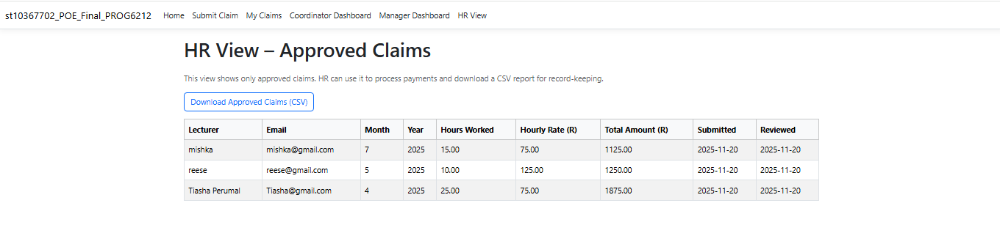 st10367702_POE_Final_PROG6212 Home Submit Claim My Claims Coordinator Dashboard Manager Dashboard HR View
HR View – Approved Claims
This view shows only approved claims. HR can use it to process payments and download a CSV report for record-keeping.
Download Approved Claims (CSV)
Lecturer Email Month Year Hours Worked Hourly Rate (R) Total Amount (R) Submitted Reviewed
mishka mishka@gmail.com 7 2025 15.00 75.00 1125.00 2025-11-20 2025-11-20
reese reese@gmail.com 5 2025 10.00 125.00 1250.00 2025-11-20 2025-11-20
Tiasha Perumal Tiasha@gmail.com 4 2025 25.00 75.00 1875.00 2025-11-20 2025-11-20